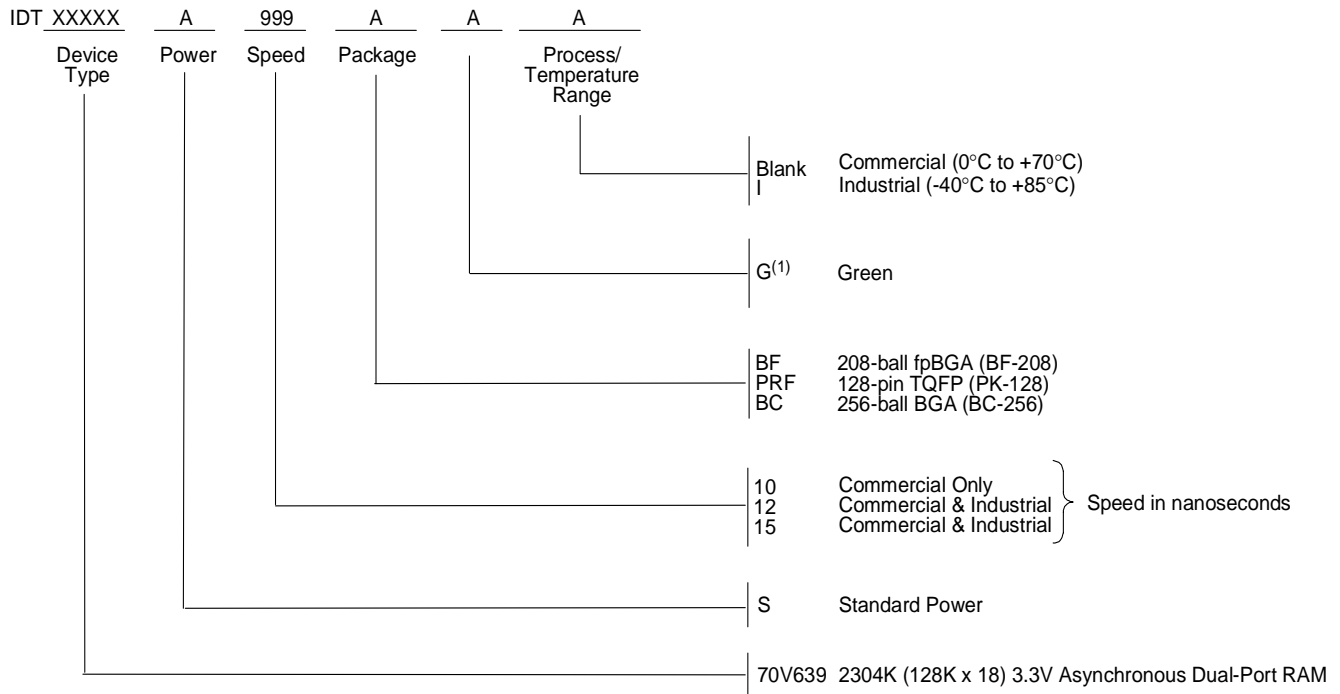 IDT XXXXX A 999 A A A
Device Type Power Speed Package Process/ Temperature Range
Blank Commercial (0°C to +70°C)
I Industrial (-40°C to +85°C)
G(1) Green
BF 208-ball fpBGA (BF-208)
PRF 128-pin TQFP (PK-128)
BC 256-ball BGA (BC-256)
10 Commercial Only
12 Commercial & Industrial Speed in nanoseconds
15 Commercial & Industrial
S Standard Power
70V639 2304K (128K x 18) 3.3V Asynchronous Dual-Port RAM